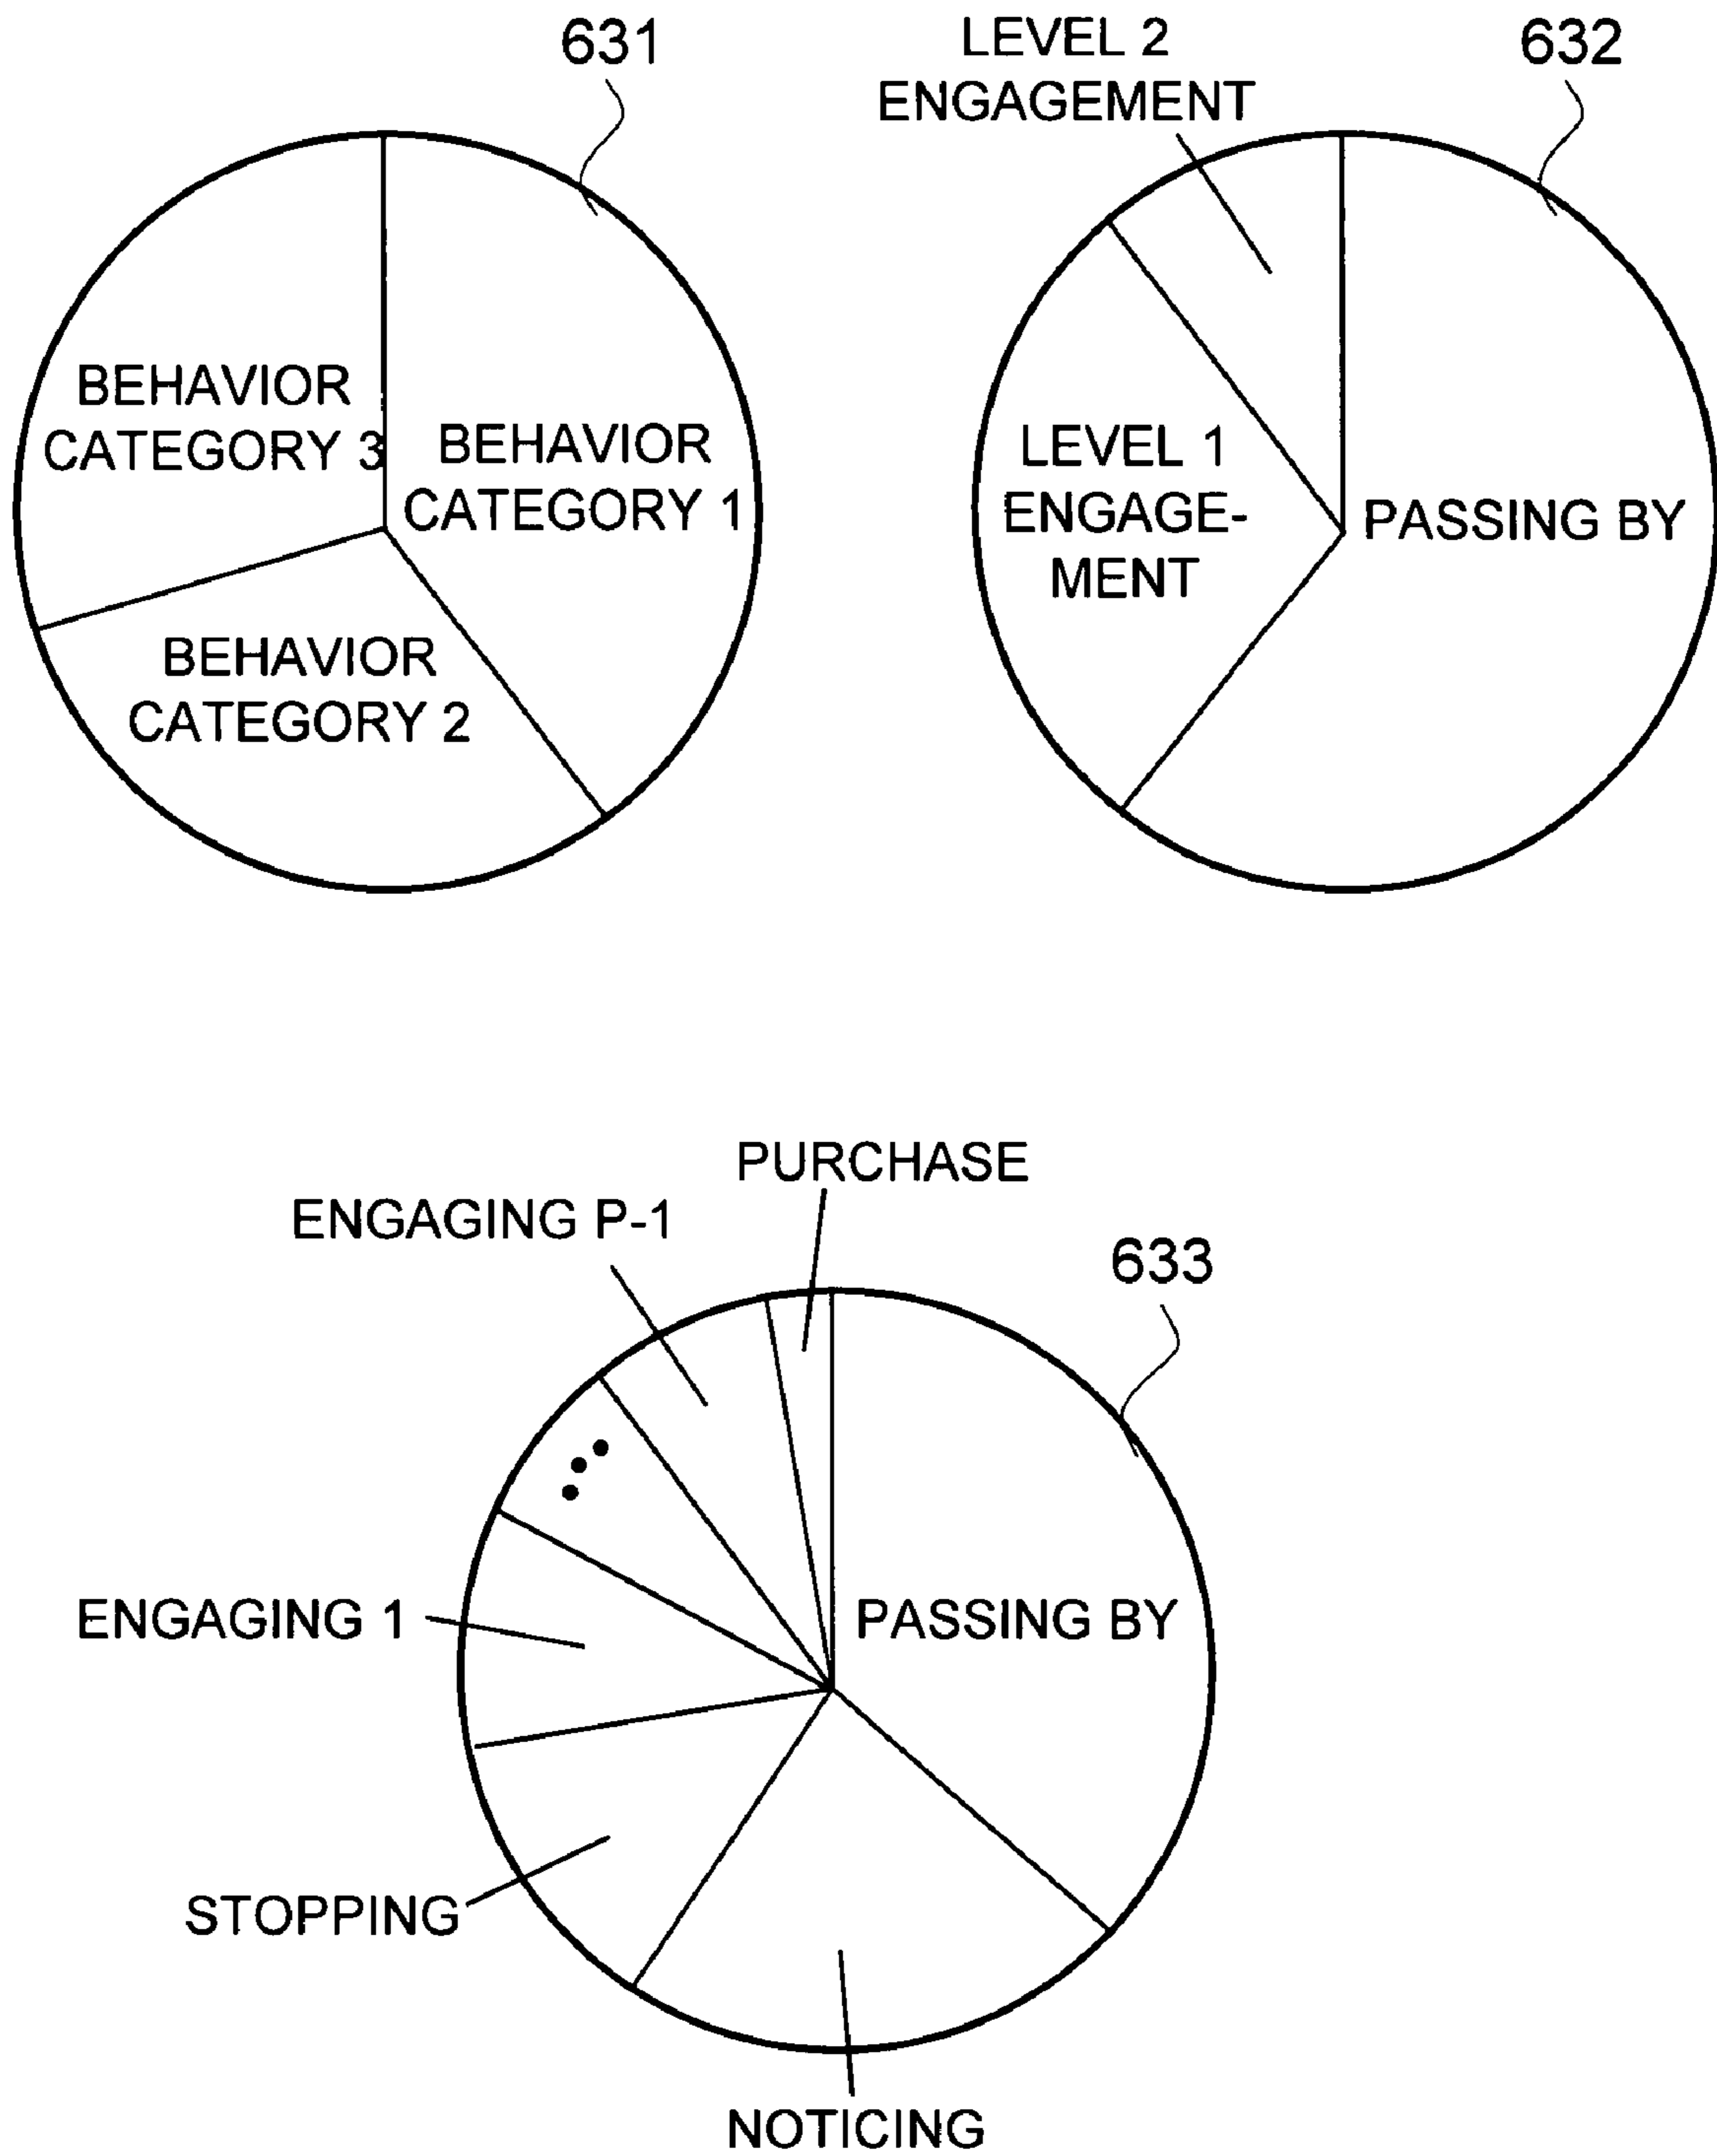 631
BEHAVIOR
CATEGORY 3
BEHAVIOR
CATEGORY 1
BEHAVIOR
CATEGORY 2
LEVEL 2
ENGAGEMENT
632
LEVEL 1
ENGAGE-
MENT
PASSING BY
PURCHASE
ENGAGING P-1
633
ENGAGING 1
PASSING BY
STOPPING
NOTICING